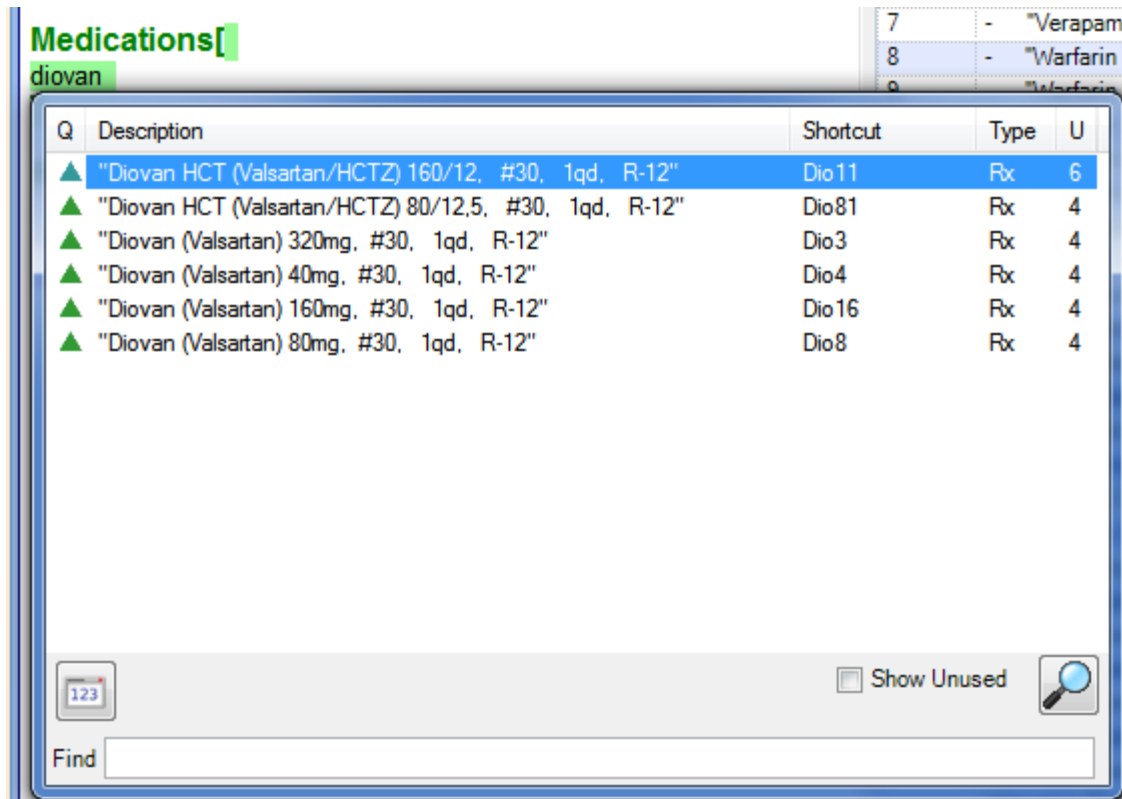 Medications[
diovan
7 - "Verapam
8 - "Warfarin
9 - "Warfarin
Q Description Shortcut Type U
"Diovan HCT (Valsartan/HCTZ) 160/12, #30, 1qd, R-12" Dio11 Rx 6
"Diovan HCT (Valsartan/HCTZ) 80/12,5, #30, 1qd, R-12" Dio81 Rx 4
"Diovan (Valsartan) 320mg, #30, 1qd, R-12" Dio3 Rx 4
"Diovan (Valsartan) 40mg, #30, 1qd, R-12" Dio4 Rx 4
"Diovan (Valsartan) 160mg, #30, 1qd, R-12" Dio16 Rx 4
"Diovan (Valsartan) 80mg, #30, 1qd, R-12" Dio8 Rx 4
123
Show Unused
Find